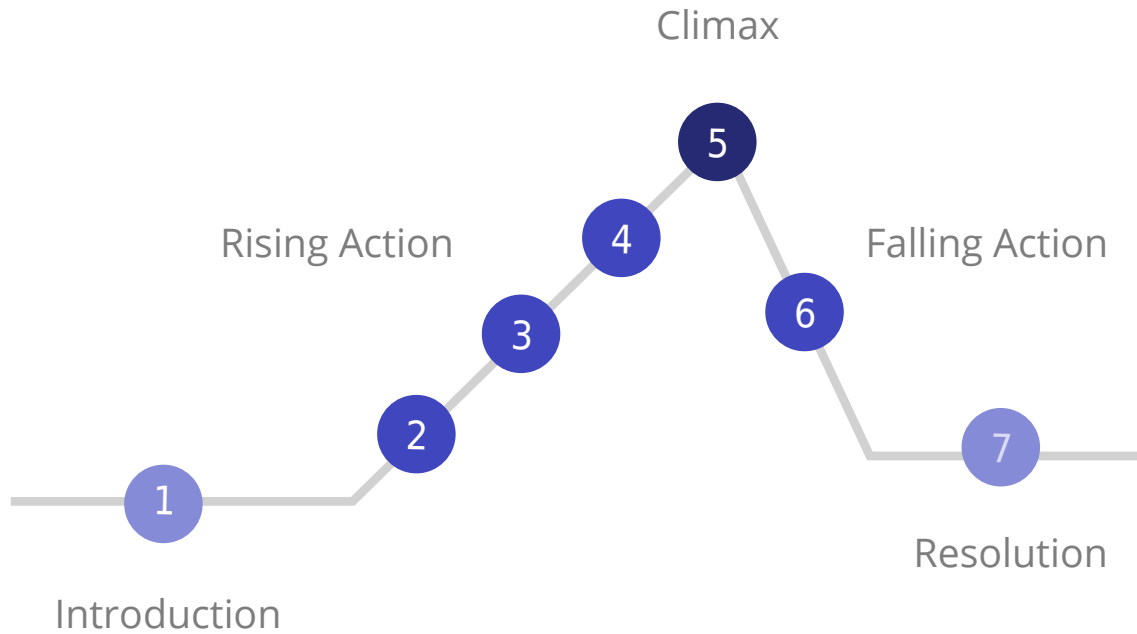 Climax
5
4
Rising Action
Falling Action
6
3
2
7
1
Resolution
Introduction